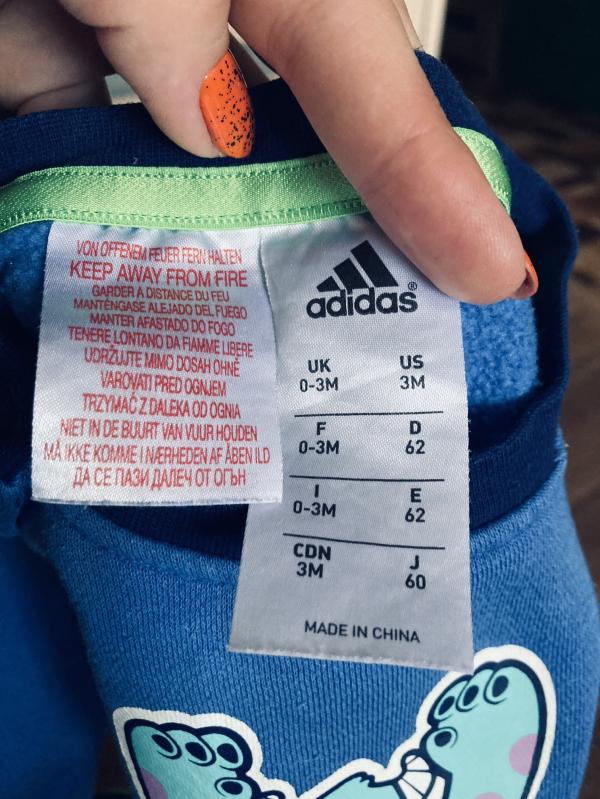 VON OFFENEM FEUER FERN HALTEN
KEEP AWAY FROM FIRE
GARDER A DISTANCE DU FEU
MANTÉNGASE ALEJADO DEL FUEGO
MANTER AFASTADO DO FOGO
TENERE LONTANO DA FIAMME LIBERE
UDRŽUJTE MIMO DOSAH OHNĚ
VAROVATI PRED OGNJEM
TRZYMAĆ Z DALEKA OD OGNIA
NIET IN DE BUURT VAN VUUR HOUDEN
MÅ IKKE KOMME I NÆRHEDEN AF ÅBEN ILD
ДА СЕ ПАЗИ ДАЛЕЧ ОТ ОГЪН
adidas®
UK US
0-3M 3M
F D
0-3M 62
I E
0-3M 62
CDN J
3M 60
MADE IN CHINA